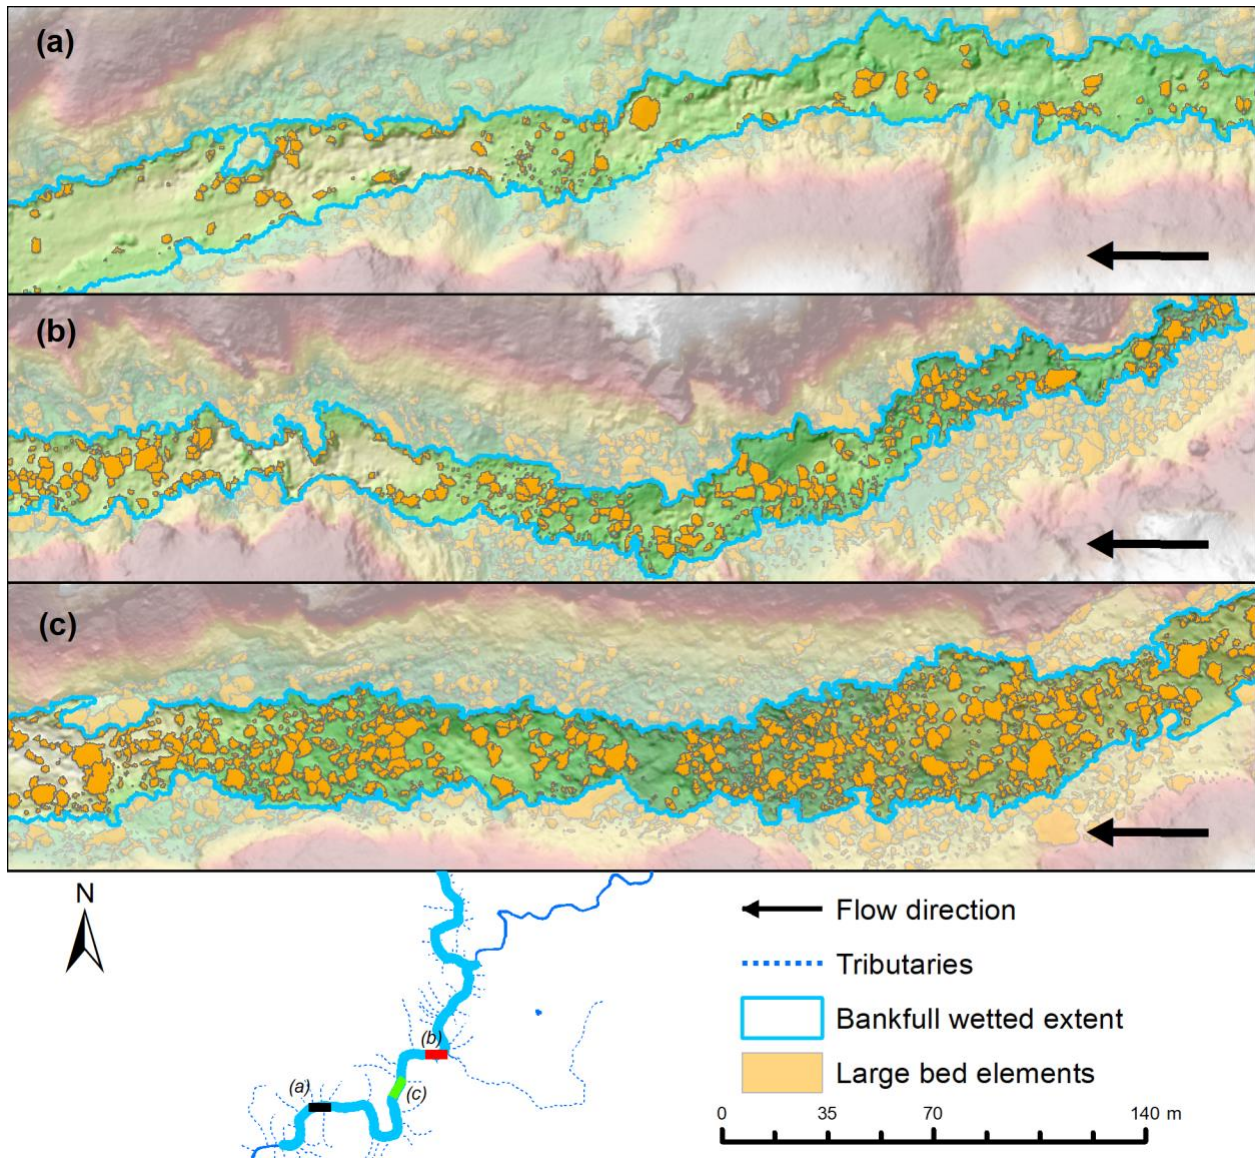 (a)
(b)
(c)
N
(b)
(a)
(c)
Flow direction
Tributaries
Bankfull wetted extent
Large bed elements
0 35 70 140 m